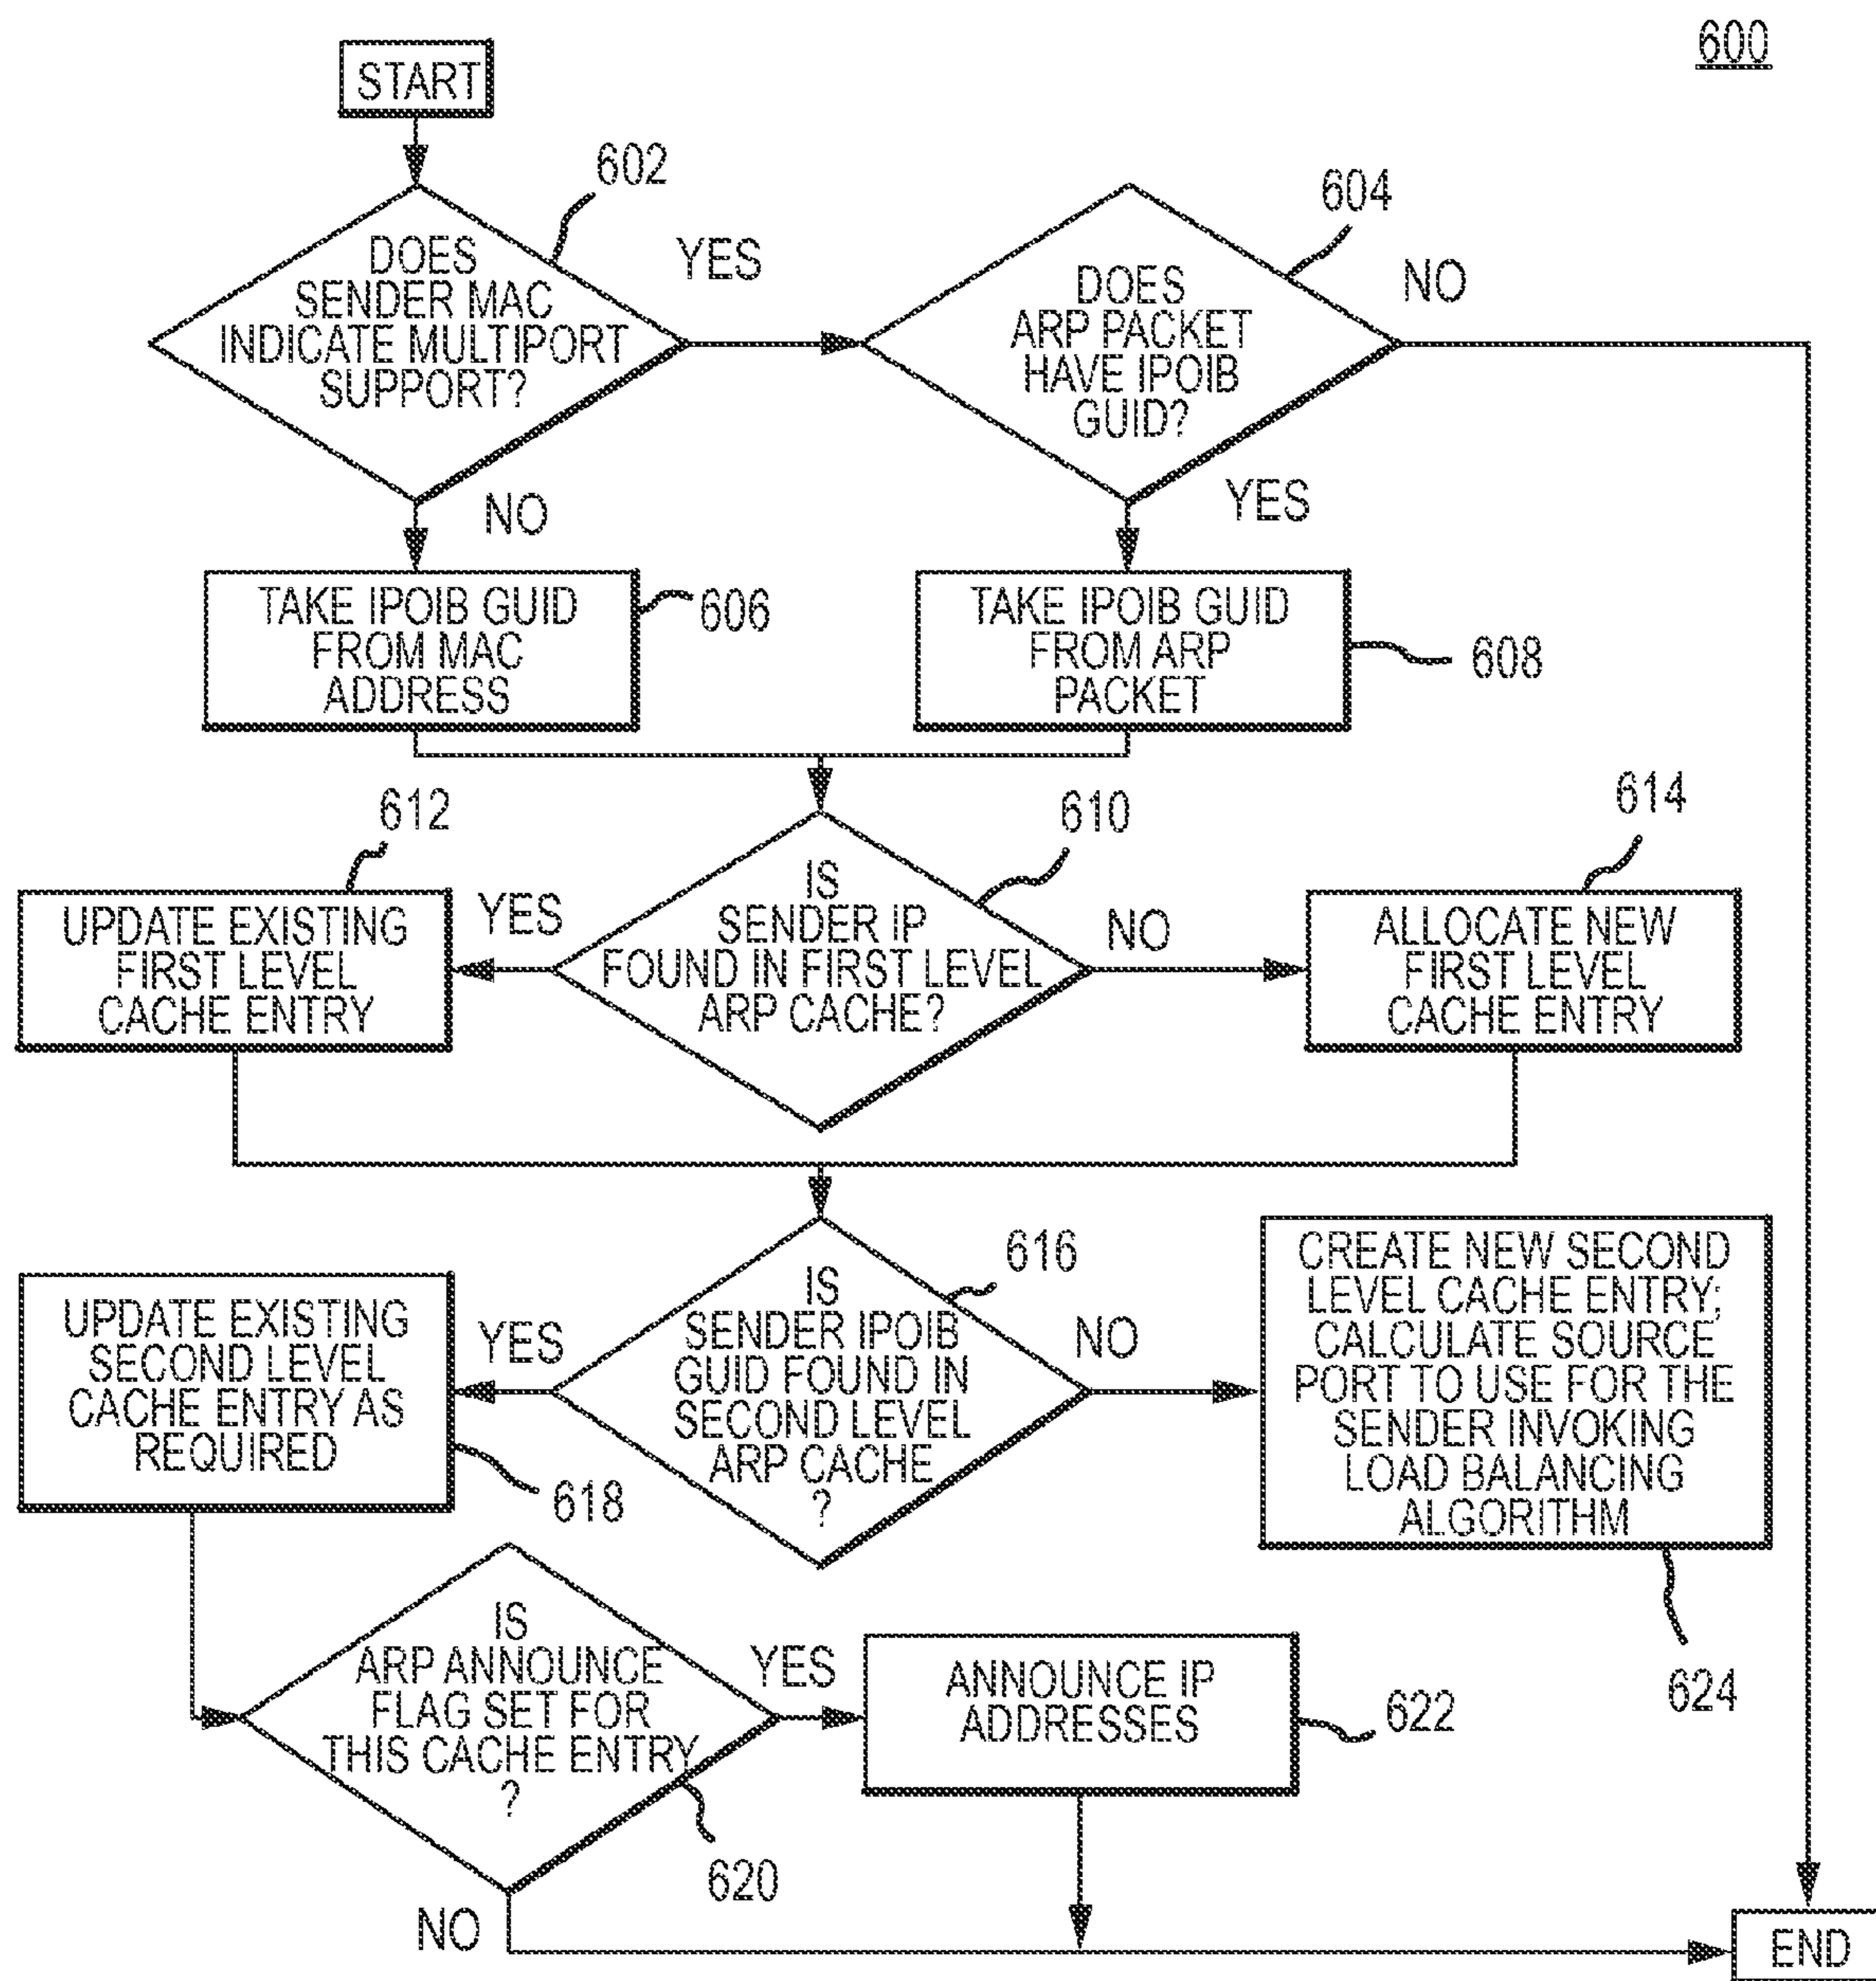 600
START
602
DOES
SENDER MAC
INDICATE MULTIPORT
SUPPORT?
YES
604
DOES
ARP PACKET
HAVE IPOIB
GUID?
NO
NO
YES
TAKE IPOIB GUID
FROM MAC
ADDRESS
606
TAKE IPOIB GUID
FROM ARP
PACKET
608
612
610
614
UPDATE EXISTING
FIRST LEVEL
CACHE ENTRY
YES
IS
SENDER IP
FOUND IN FIRST LEVEL
ARP CACHE?
NO
ALLOCATE NEW
FIRST LEVEL
CACHE ENTRY
616
UPDATE EXISTING
SECOND LEVEL
CACHE ENTRY AS
REQUIRED
618
YES
IS
SENDER IPOIB
GUID FOUND IN
SECOND LEVEL
ARP CACHE
?
NO
CREATE NEW SECOND
LEVEL CACHE ENTRY;
CALCULATE SOURCE
PORT TO USE FOR THE
SENDER INVOKING
LOAD BALANCING
ALGORITHM
624
IS
ARP ANNOUNCE
FLAG SET FOR
THIS CACHE ENTRY
?
620
YES
ANNOUNCE IP
ADDRESSES
622
NO
END